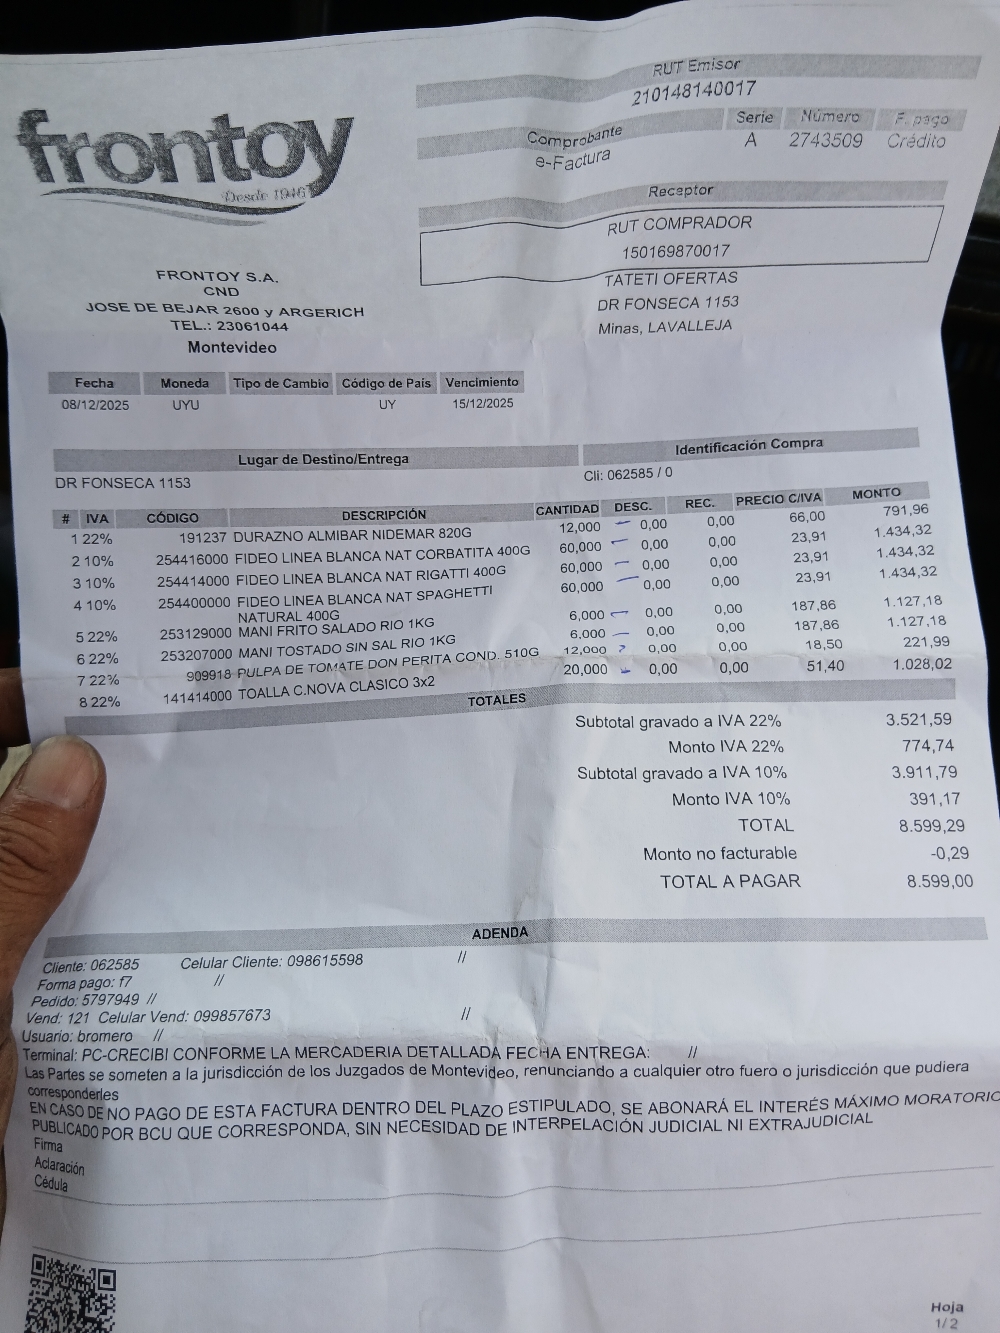 frontoy
Desde 1946
RUT Emisor
210148140017
Comprobante Serie Número F. pago
e-Factura A 2743509 Crédito
Receptor
RUT COMPRADOR
150169870017
TATETI OFERTAS
DR FONSECA 1153
Minas, LAVALLEJA
FRONTOY S.A.
CND
JOSE DE BEJAR 2600 y ARGERICH
TEL.: 23061044
Montevideo
Fecha Moneda Tipo de Cambio Código de País Vencimiento
08/12/2025 UYU UY 15/12/2025
Lugar de Destino/Entrega Identificación Compra
DR FONSECA 1153 Cli: 062585 / 0
# IVA CÓDIGO DESCRIPCIÓN CANTIDAD DESC. REC. PRECIO C/IVA MONTO
1 22% 191237 DURAZNO ALMIBAR NIDEMAR 820G 12,000 0,00 0,00 66,00 791,96
2 10% 254416000 FIDEO LINEA BLANCA NAT CORBATITA 400G 60,000 0,00 0,00 23,91 1.434,32
3 10% 254414000 FIDEO LINEA BLANCA NAT RIGATTI 400G 60,000 0,00 0,00 23,91 1.434,32
4 10% 254400000 FIDEO LINEA BLANCA NAT SPAGHETTI 60,000 0,00 0,00 23,91 1.434,32
NATURAL 400G
5 22% 253129000 MANI FRITO SALADO RIO 1KG 6,000 0,00 0,00 187,86 1.127,18
6 22% 253207000 MANI TOSTADO SIN SAL RIO 1KG 6,000 0,00 0,00 187,86 1.127,18
7 22% 909918 PULPA DE TOMATE DON PERITA COND. 510G 12,000 0,00 0,00 18,50 221,99
8 22% 141414000 TOALLA C.NOVA CLASICO 3x2 20,000 0,00 0,00 51,40 1.028,02
TOTALES
Subtotal gravado a IVA 22% 3.521,59
Monto IVA 22% 774,74
Subtotal gravado a IVA 10% 3.911,79
Monto IVA 10% 391,17
TOTAL 8.599,29
Monto no facturable -0,29
TOTAL A PAGAR 8.599,00
ADENDA
Cliente: 062585 Celular Cliente: 098615598 //
Forma pago: f7 //
Pedido: 5797949 //
Vend: 121 Celular Vend: 099857673 //
Usuario: bromero //
Terminal: PC-CRECIBI CONFORME LA MERCADERIA DETALLADA FECHA ENTREGA: //
Las Partes se someten a la jurisdicción de los Juzgados de Montevideo, renunciando a cualquier otro fuero o jurisdicción que pudiera
corresponderles
EN CASO DE NO PAGO DE ESTA FACTURA DENTRO DEL PLAZO ESTIPULADO, SE ABONARÁ EL INTERÉS MÁXIMO MORATORIO
PUBLICADO POR BCU QUE CORRESPONDA, SIN NECESIDAD DE INTERPELACIÓN JUDICIAL NI EXTRAJUDICIAL
Firma
Aclaración
Cédula
Hoja
1/2